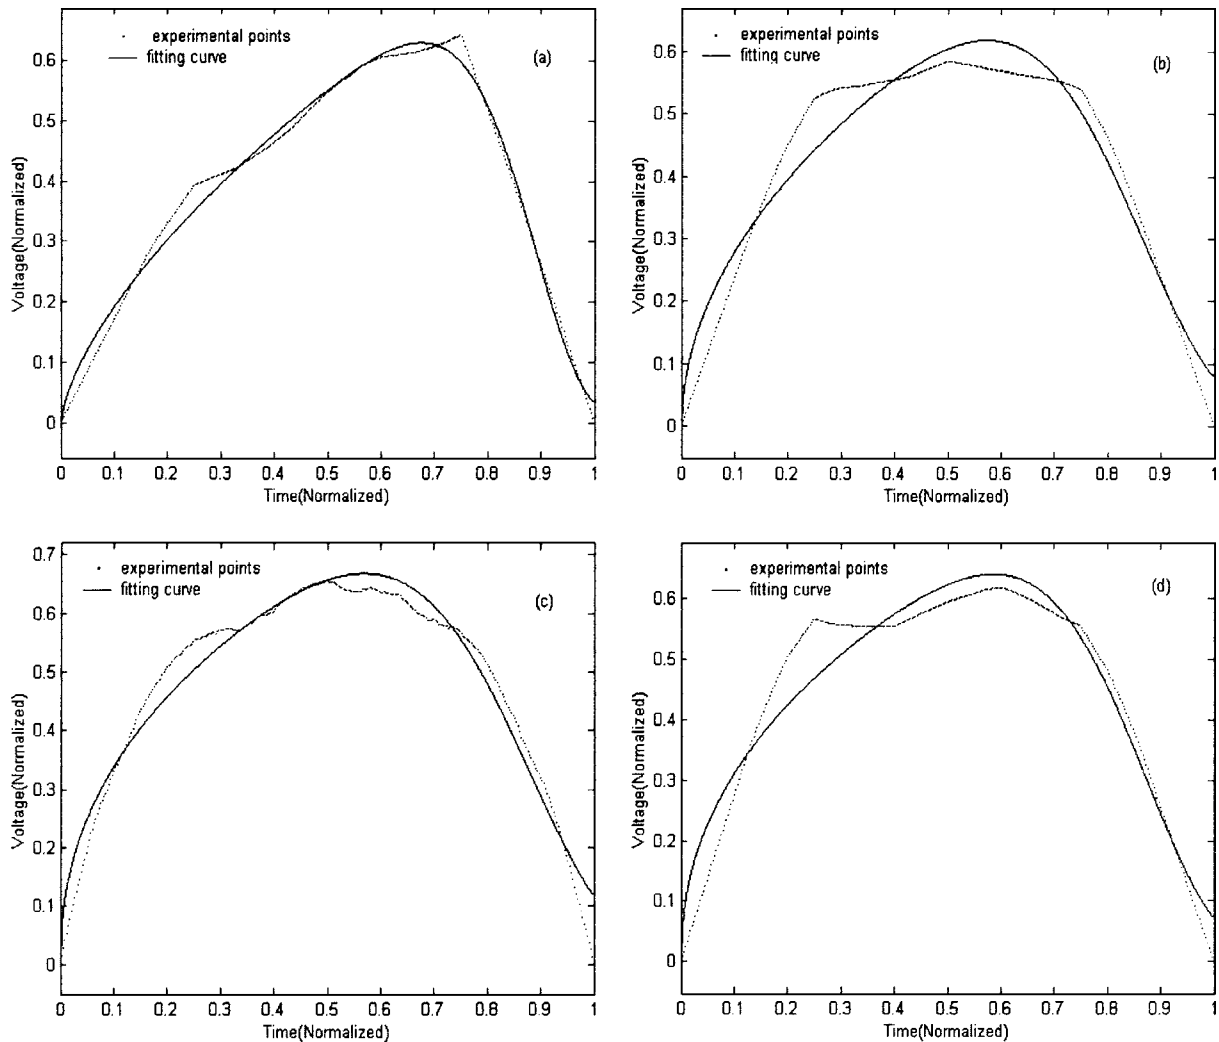 experimental points
fitting curve
(a)
0.6
0.5
0.4
0.3
0.2
0.1
0
Voltage(Normalized)
0 0.1 0.2 0.3 0.4 0.5 0.6 0.7 0.8 0.9 1
Time(Normalized)
experimental points
fitting curve
(b)
0.6
0.5
0.4
0.3
0.2
0.1
0
Voltage(Normalized)
0 0.1 0.2 0.3 0.4 0.5 0.6 0.7 0.8 0.9 1
Time(Normalized)
experimental points
fitting curve
(c)
0.7
0.6
0.5
0.4
0.3
0.2
0.1
0
Voltage(Normalized)
0 0.1 0.2 0.3 0.4 0.5 0.6 0.7 0.8 0.9 1
Time(Normalized)
experimental points
fitting curve
(d)
0.6
0.5
0.4
0.3
0.2
0.1
0
Voltage(Normalized)
0 0.1 0.2 0.3 0.4 0.5 0.6 0.7 0.8 0.9 1
Time(Normalized)